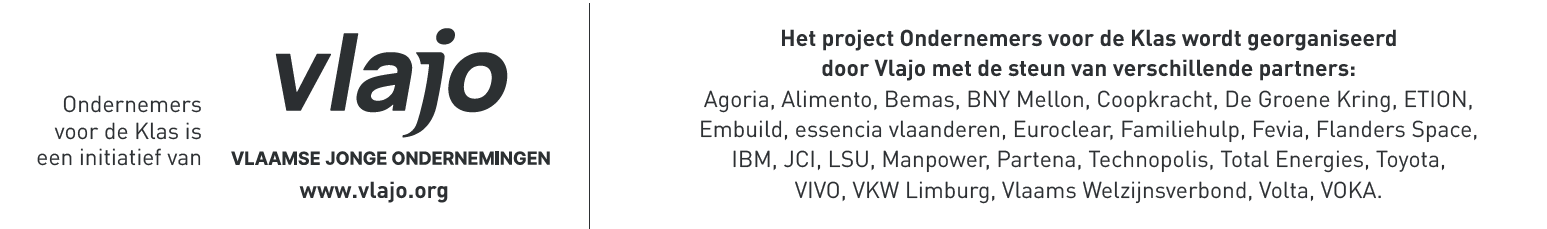 Ondernemers
voor de Klas is
een initiatief van
vlajo
VLAAMSE JONGE ONDERNEMINGEN
www.vlajo.org
Het project Ondernemers voor de Klas wordt georganiseerd
door Vlajo met de steun van verschillende partners:
Agoria, Alimento, Bemas, BNY Mellon, Coopkracht, De Groene Kring, ETION,
Embuild, essencia vlaanderen, Euroclear, Familiehulp, Fevia, Flanders Space,
IBM, JCI, LSU, Manpower, Partena, Technopolis, Total Energies, Toyota,
VIVO, VKW Limburg, Vlaams Welzijnsverbond, Volta, VOKA.